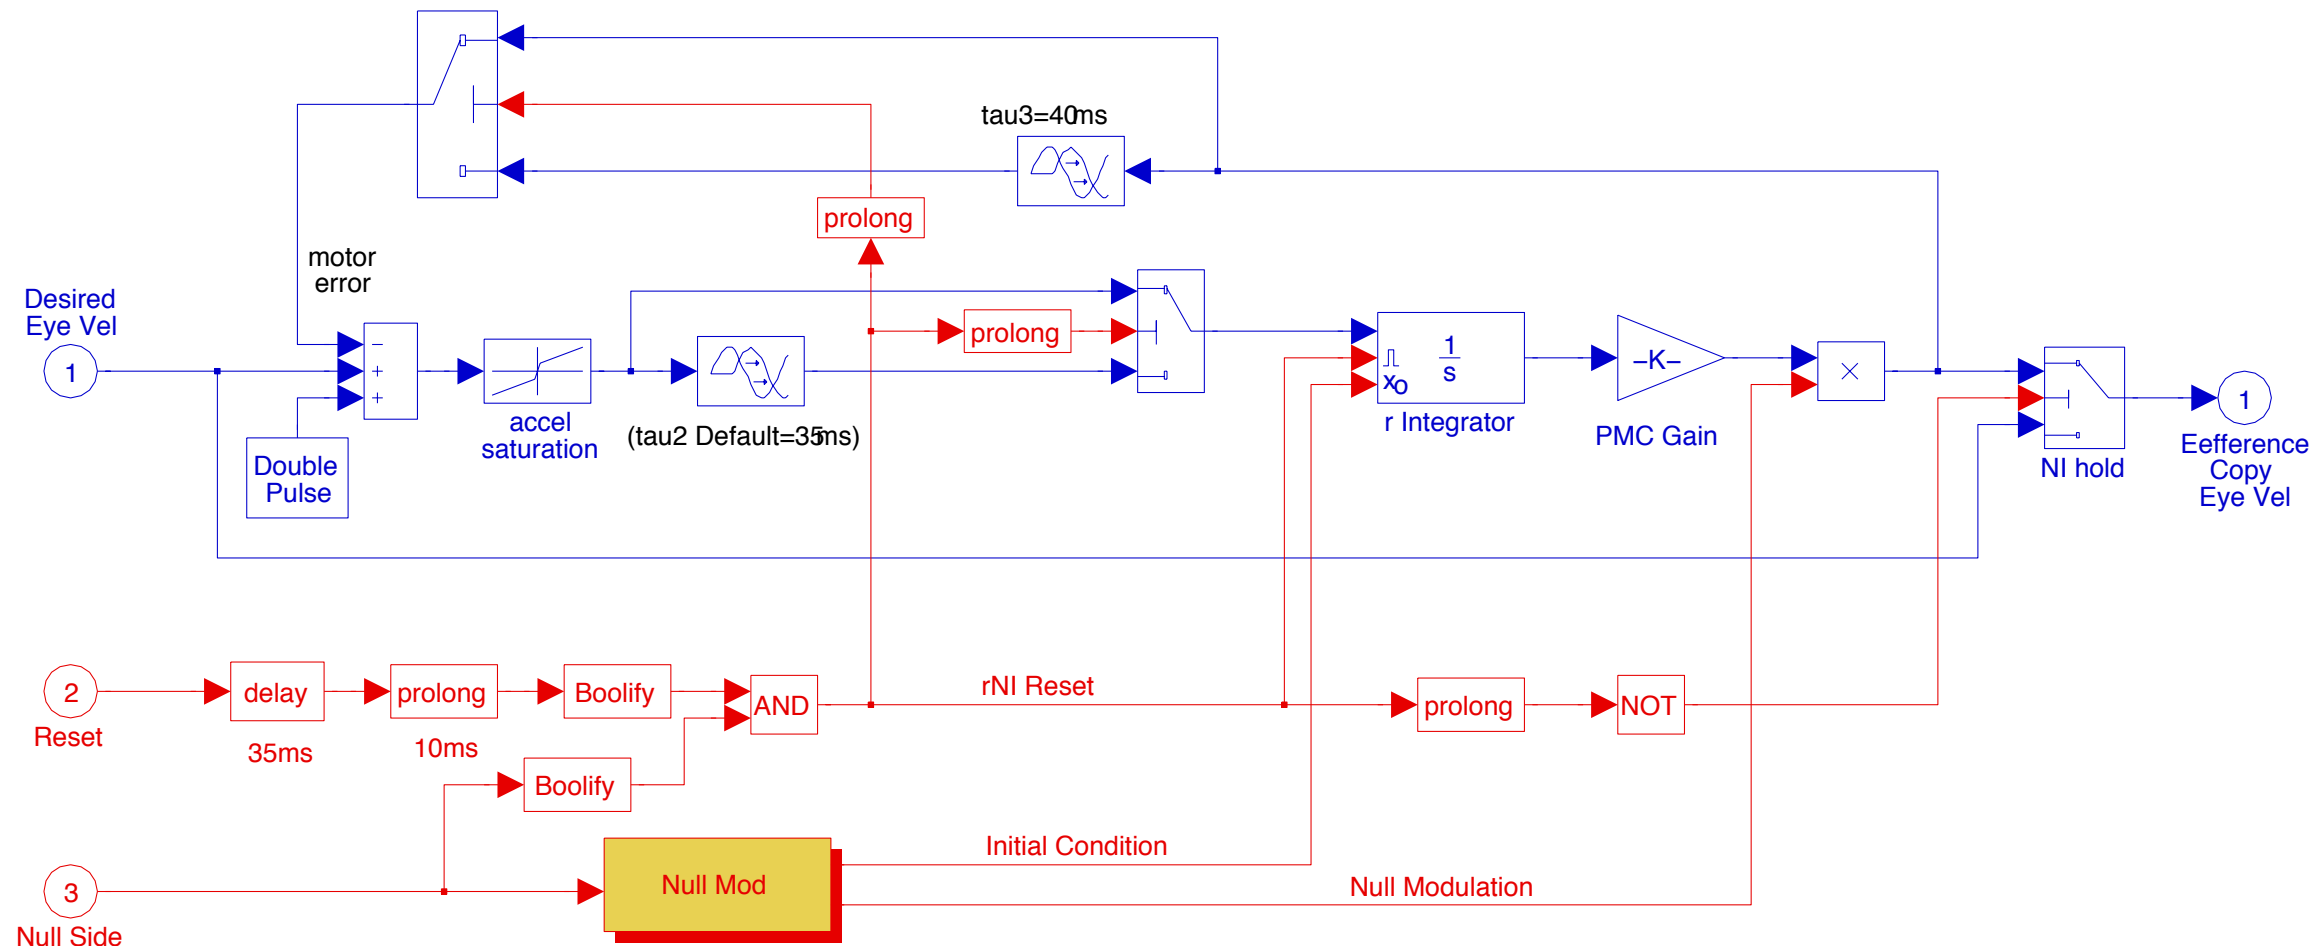 tau3=40ms
prolong
motor
error
Desired
Eye Vel
1
−
+
+
prolong
1
s
x o
−K−
×
1
accel
saturation
(tau2 Default=35ms)
r Integrator
PMC Gain
NI hold
Eefference
Copy
Eye Vel
Double
Pulse
2
Reset
delay
35ms
prolong
10ms
Boolify
AND
rNI Reset
prolong
NOT
Boolify
Initial Condition
3
Null Side
Null Mod
Null Modulation